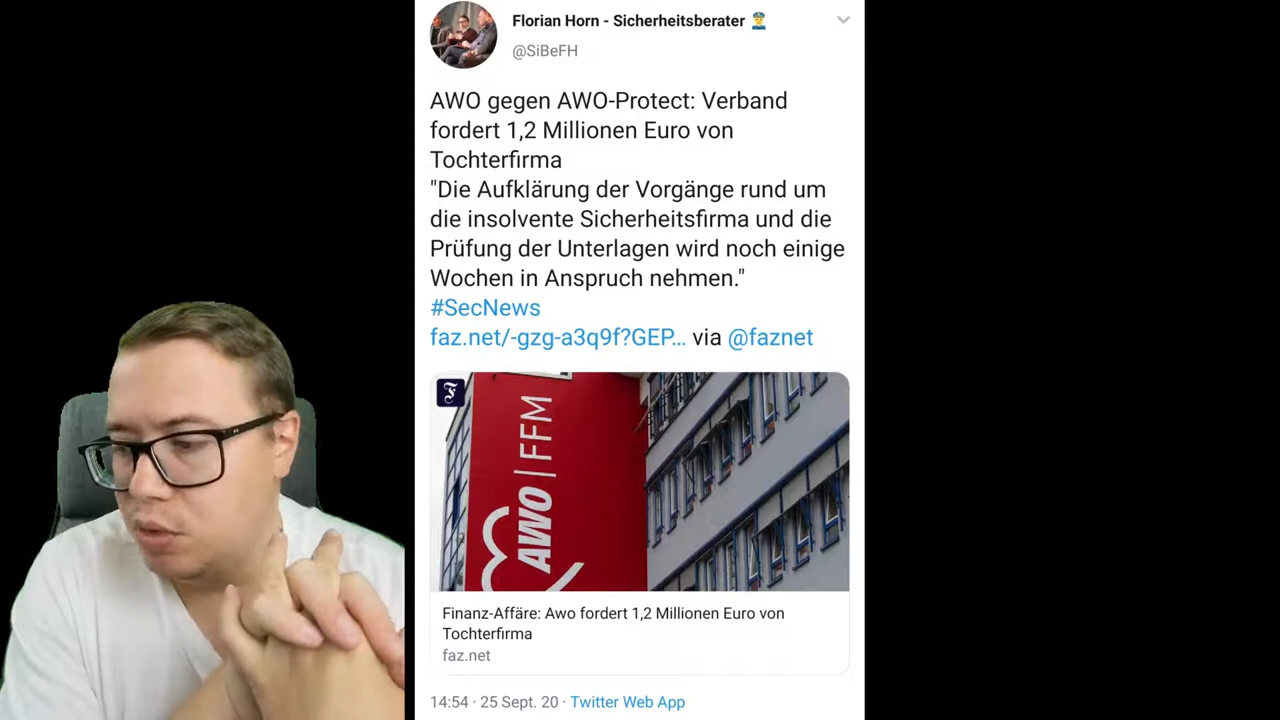 Florian Horn - Sicherheitsberater 👮
@SiBeFH
AWO gegen AWO-Protect: Verband
fordert 1,2 Millionen Euro von
Tochterfirma
"Die Aufklärung der Vorgänge rund um
die insolvente Sicherheitsfirma und die
Prüfung der Unterlagen wird noch einige
Wochen in Anspruch nehmen."
#SecNews
faz.net/-gzg-a3q9f?GEP... via @faznet
F
AWO | FFM
Finanz-Affäre: Awo fordert 1,2 Millionen Euro von
Tochterfirma
faz.net
14:54 · 25 Sept. 20 · Twitter Web App